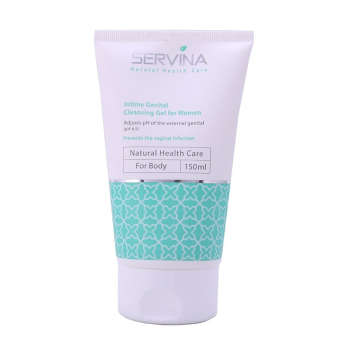 SERVINA
Natural Health Care
Intime Genital
Cleansing Gel for Women
Adjusts pH of the external genital
Prevents the vaginal infection
Natural Health Care
For Body
150ml